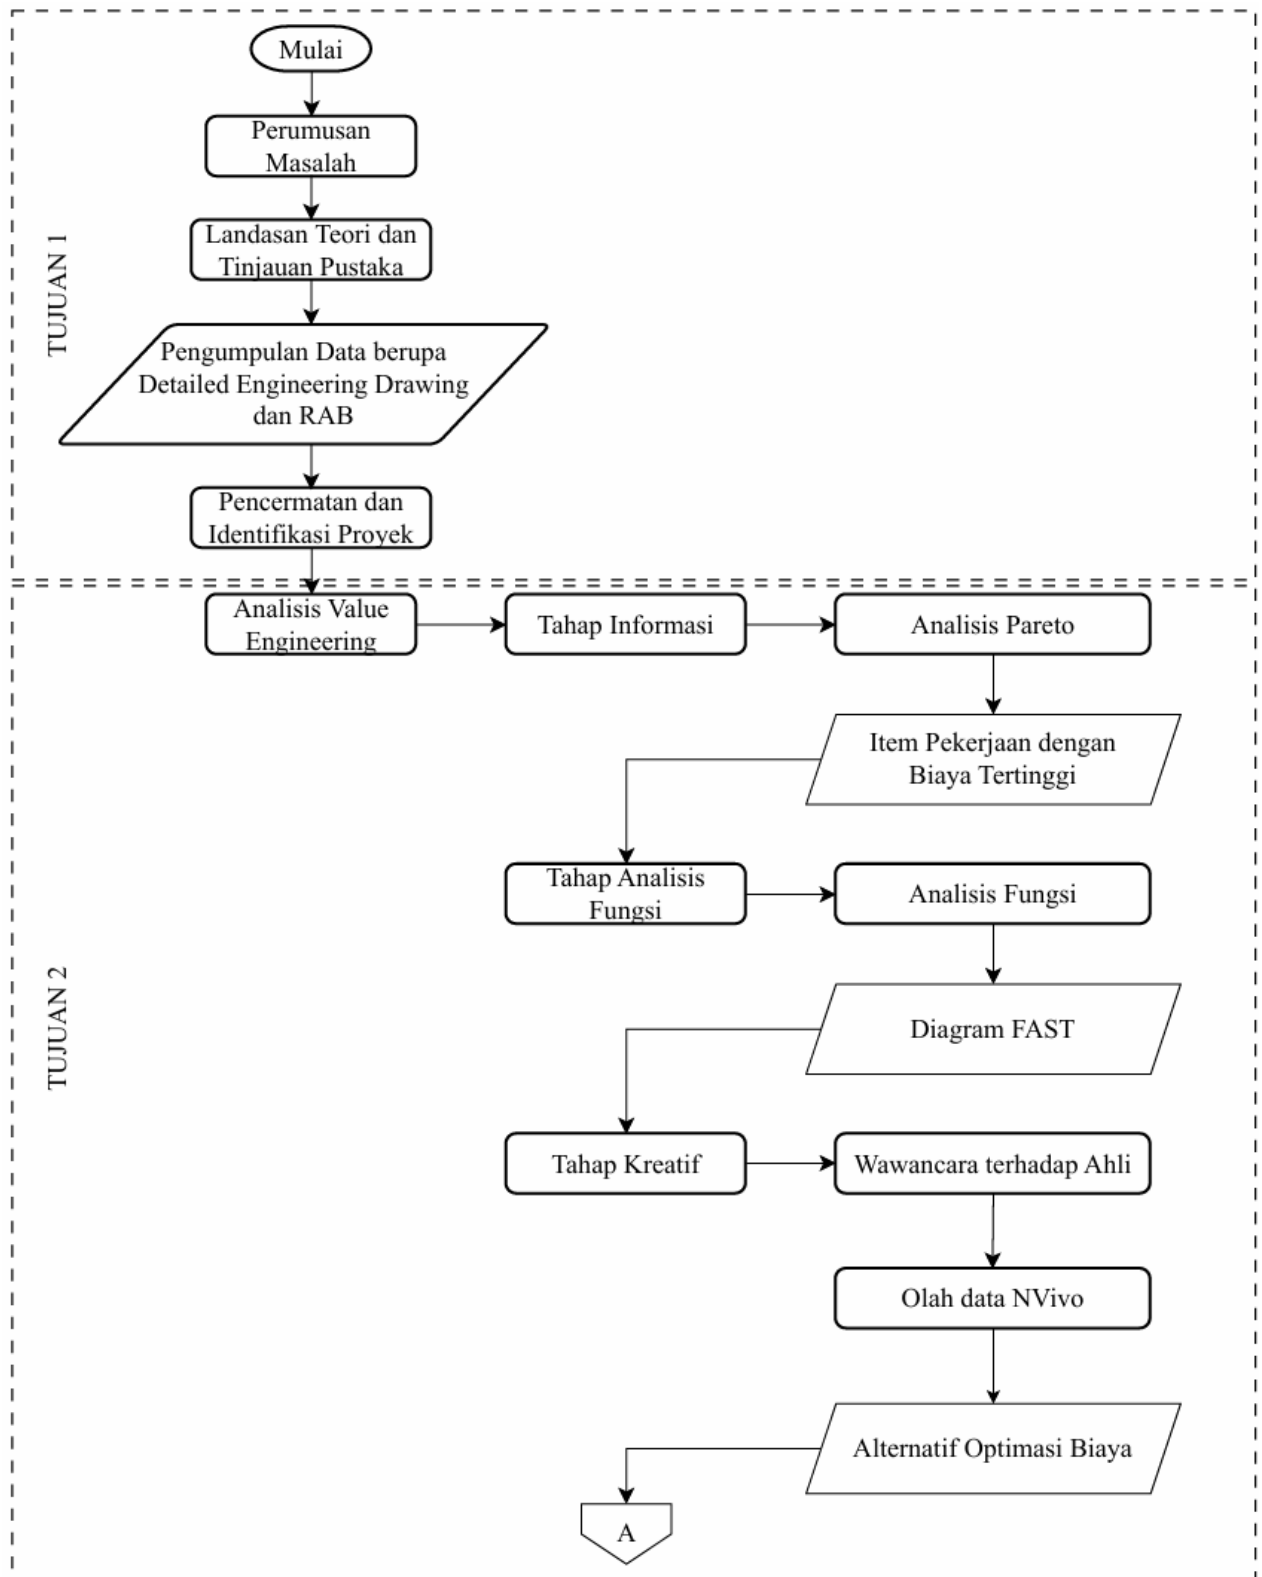 Mulai
Perumusan
Masalah
Landasan Teori dan
Tinjauan Pustaka
TUJUAN 1
Pengumpulan Data berupa
Detailed Engineering Drawing
dan RAB
Pencermatan dan
Identifikasi Proyek
Analisis Value
Engineering
Tahap Informasi
Analisis Pareto
Item Pekerjaan dengan
Biaya Tertinggi
Tahap Analisis
Fungsi
Analisis Fungsi
TUJUAN 2
Diagram FAST
Tahap Kreatif
Wawancara terhadap Ahli
Olah data NVivo
Alternatif Optimasi Biaya
A